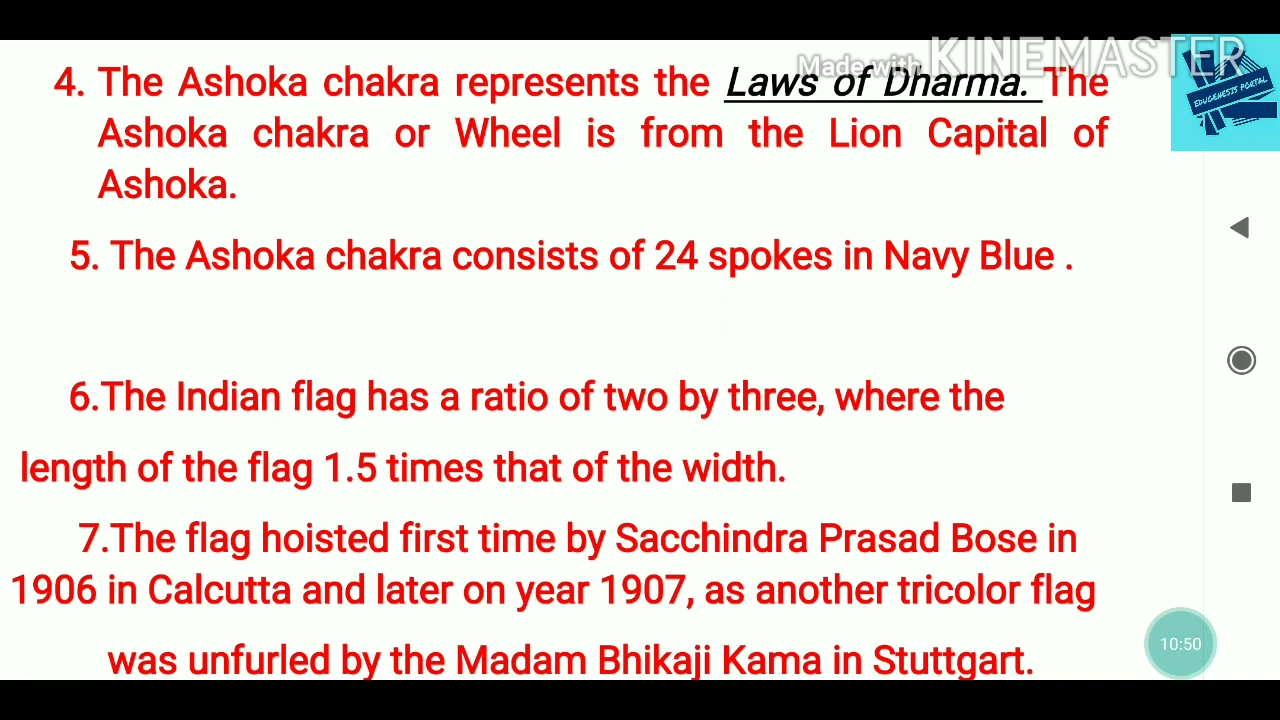 Made with KINEMASTER
EDUGENESIS PORTAL
4. The Ashoka chakra represents the Laws of Dharma. The
Ashoka chakra or Wheel is from the Lion Capital of
Ashoka.
5. The Ashoka chakra consists of 24 spokes in Navy Blue .
6.The Indian flag has a ratio of two by three, where the
length of the flag 1.5 times that of the width.
7.The flag hoisted first time by Sacchindra Prasad Bose in
1906 in Calcutta and later on year 1907, as another tricolor flag
was unfurled by the Madam Bhikaji Kama in Stuttgart.
10:50